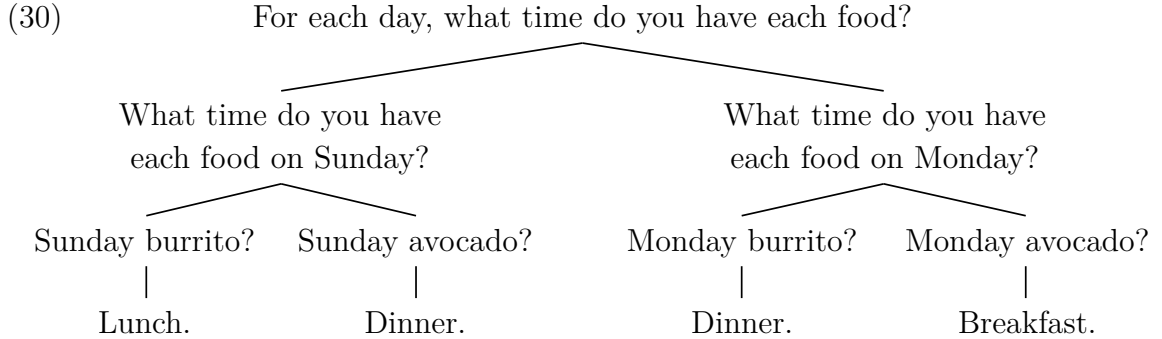 (30) For each day, what time do you have each food?
What time do you have
each food on Sunday?
What time do you have
each food on Monday?
Sunday burrito? Sunday avocado? Monday burrito? Monday avocado?
Lunch. Dinner. Dinner. Breakfast.